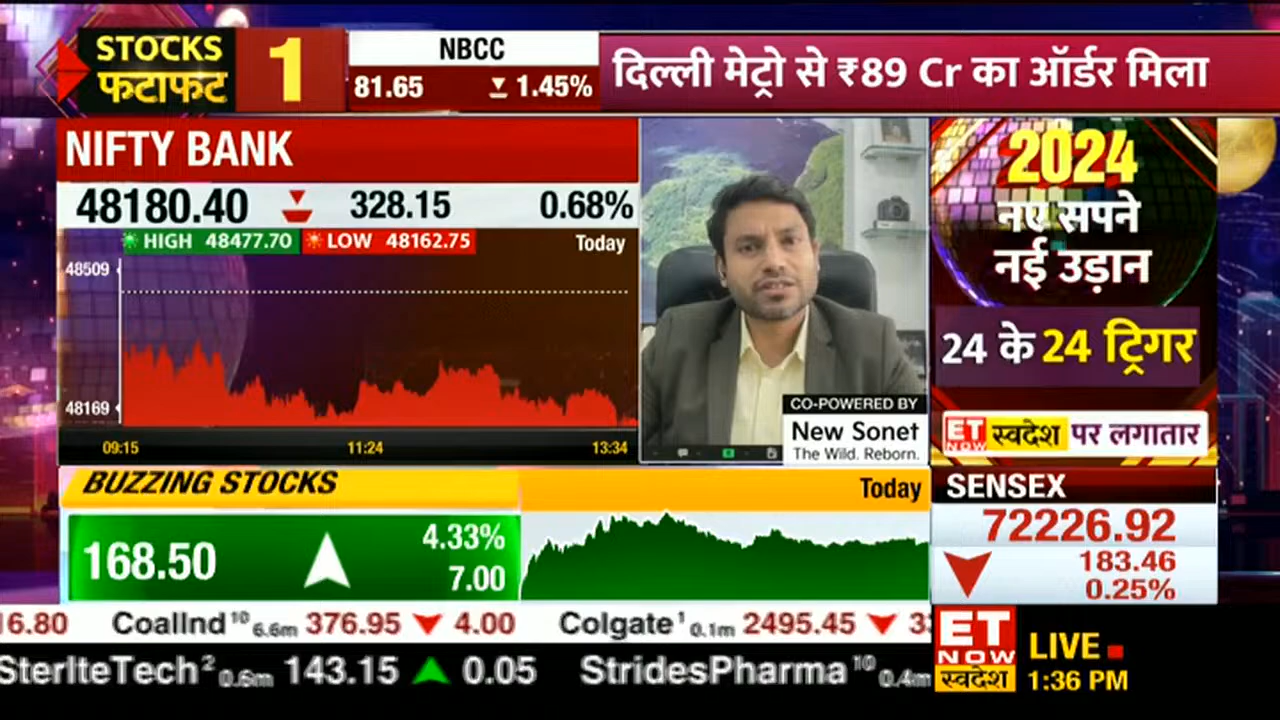 STOCKS
फटाफट
1
NBCC
81.65 1.45%
दिल्ली मेट्रो से ₹89 Cr का ऑर्डर मिला
NIFTY BANK
48180.40 328.15 0.68%
HIGH 48477.70 LOW 48162.75 Today
48509
48169
09:15 11:24 13:34
CO-POWERED BY
New Sonet
The Wild. Reborn.
2024
नए सपने
नई उड़ान
24 के 24 ट्रिगर
ET NOW स्वदेश पर लगातार
BUZZING STOCKS Today
168.50 4.33%
7.00
SENSEX
72226.92
183.46
0.25%
16.80 CoalInd 10 6.6m 376.95 4.00 Colgate 1 0.1m 2495.45
SterliteTech 2 0.6m 143.15 0.05 StridesPharma 10 0.4m
ET
NOW
स्वदेश
LIVE
1:36 PM